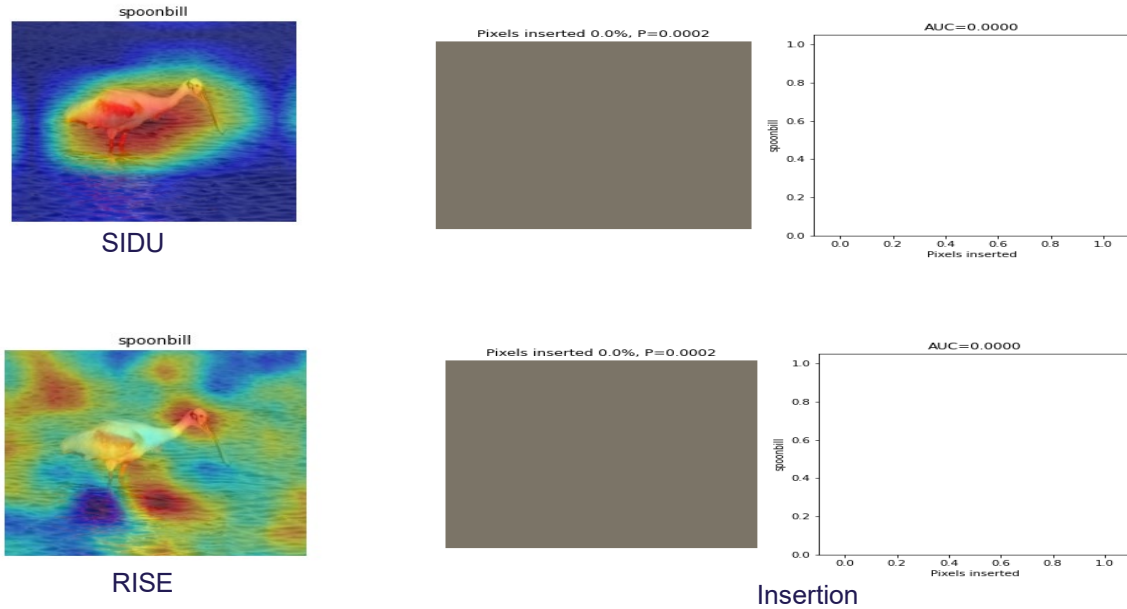 spoonbill
Pixels inserted 0.0%, P=0.0002
AUC=0.0000
1.0
0.8
0.6
0.4
0.2
0.0
spoonbill
0.0 0.2 0.4 0.6 0.8 1.0
Pixels inserted
SIDU
spoonbill
Pixels inserted 0.0%, P=0.0002
AUC=0.0000
1.0
0.8
0.6
0.4
0.2
0.0
spoonbill
0.0 0.2 0.4 0.6 0.8 1.0
Pixels inserted
RISE
Insertion